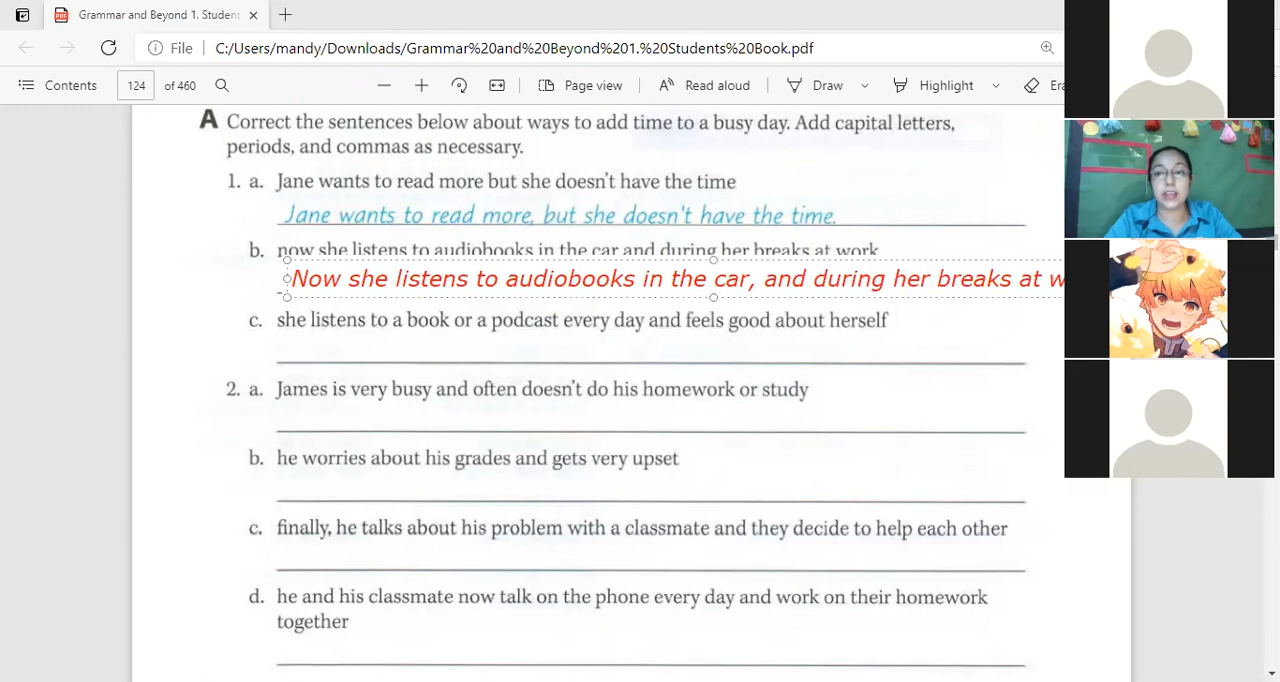 Grammar and Beyond 1. Student
File C:/Users/mandy/Downloads/Grammar%20and%20Beyond%201.%20Students%20Book.pdf
Contents 124 of 460 Page view Read aloud Draw Highlight Era
A Correct the sentences below about ways to add time to a busy day. Add capital letters,
periods, and commas as necessary.
1. a. Jane wants to read more but she doesn't have the time
Jane wants to read more, but she doesn't have the time.
b. now she listens to audiobooks in the car and during her breaks at work
Now she listens to audiobooks in the car, and during her breaks at w
c. she listens to a book or a podcast every day and feels good about herself
2. a. James is very busy and often doesn't do his homework or study
b. he worries about his grades and gets very upset
c. finally, he talks about his problem with a classmate and they decide to help each other
d. he and his classmate now talk on the phone every day and work on their homework
together